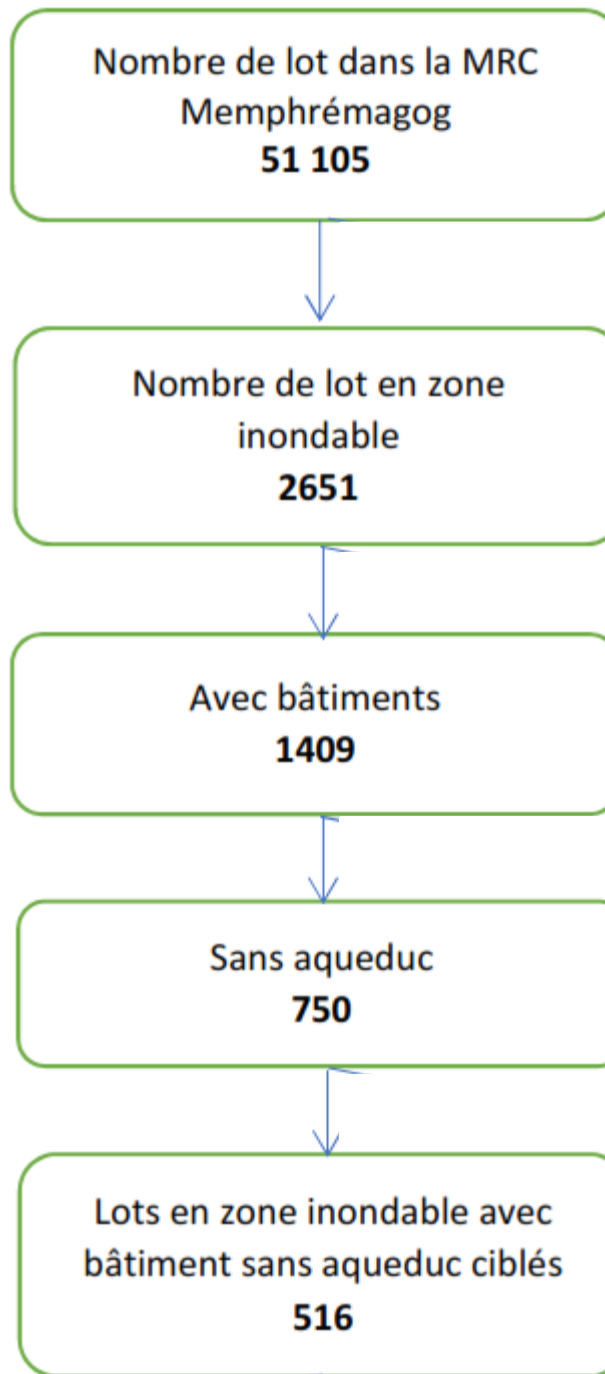 Nombre de lot dans la MRC
Memphrémagog
51 105
Nombre de lot en zone
inondable
2651
Avec bâtiments
1409
Sans aqueduc
750
Lots en zone inondable avec
bâtiment sans aqueduc ciblés
516